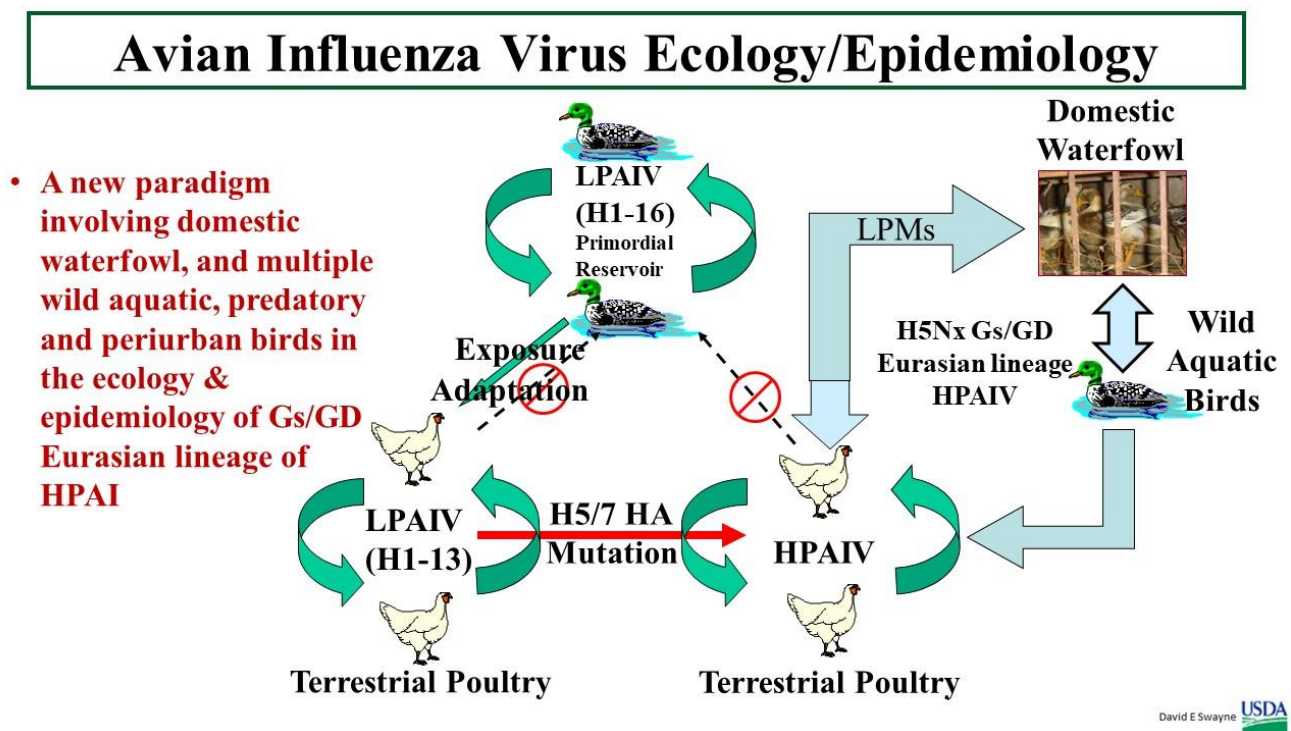 Avian Influenza Virus Ecology/Epidemiology
• A new paradigm
involving domestic
waterfowl, and multiple
wild aquatic, predatory
and periurban birds in
the ecology &
epidemiology of Gs/GD
Eurasian lineage of
HPAI
LPAIV
(H1-16)
Primordial
Reservoir
Exposure
Adaptation
LPAIV
(H1-13)
Terrestrial Poultry
H5/7 HA
Mutation
HPAIV
Terrestrial Poultry
LPMs
Domestic
Waterfowl
H5Nx Gs/GD
Eurasian lineage
HPAIV
Wild
Aquatic
Birds
David E Swayne
USDA